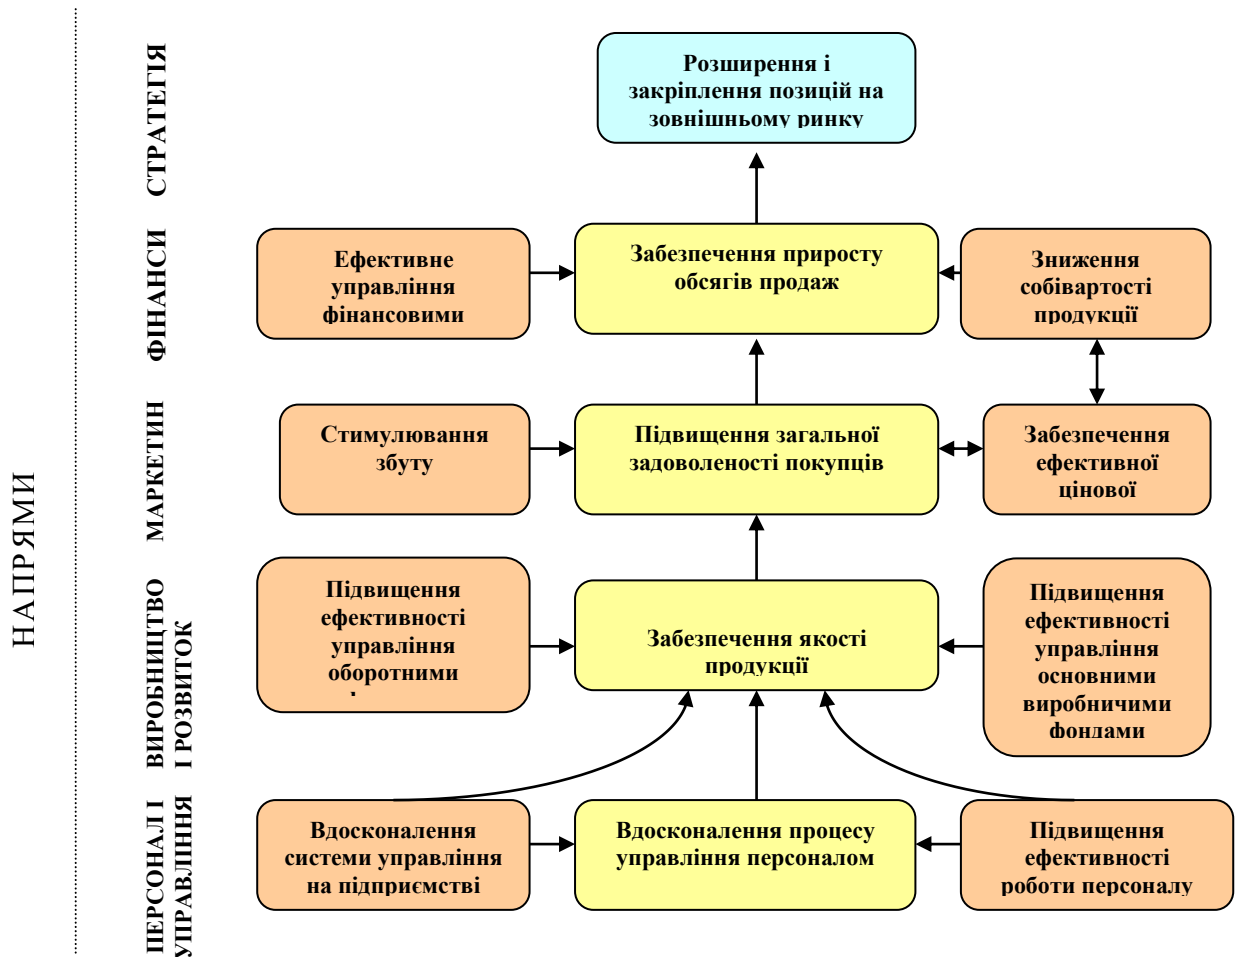 НАПРЯМИ
СТРАТЕГІЯ
Розширення і
закріплення позицій на
зовнішньому ринку
ФІНАНСИ
Ефективне
управління
фінансовими
Забезпечення приросту
обсягів продаж
Зниження
собівартості
продукції
МАРКЕТИН
Стимулювання
збуту
Підвищення загальної
задоволеності покупців
Забезпечення
ефективної
цінової
ВИРОБНИЦТВО
І РОЗВИТОК
Підвищення
ефективності
управління
оборотними
Забезпечення якості
продукції
Підвищення
ефективності
управління
основними
виробничими
фондами
ПЕРСОНАЛ І
УПРАВЛІННЯ
Вдосконалення
системи управління
на підприємстві
Вдосконалення процесу
управління персоналом
Підвищення
ефективності
роботи персоналу